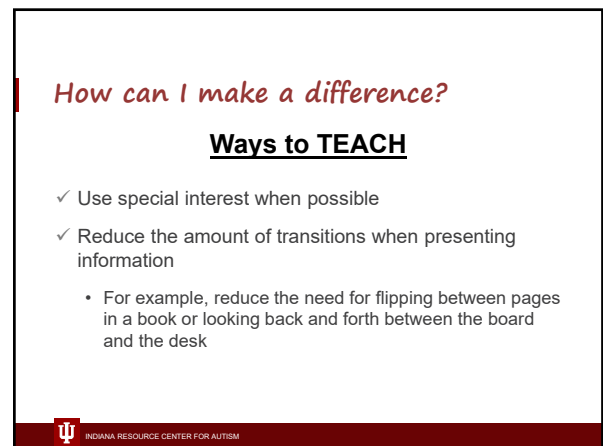 How can I make a difference?
Ways to TEACH
✓ Use special interest when possible
✓ Reduce the amount of transitions when presenting
information
• For example, reduce the need for flipping between pages
in a book or looking back and forth between the board
and the desk
INDIANA RESOURCE CENTER FOR AUTISM